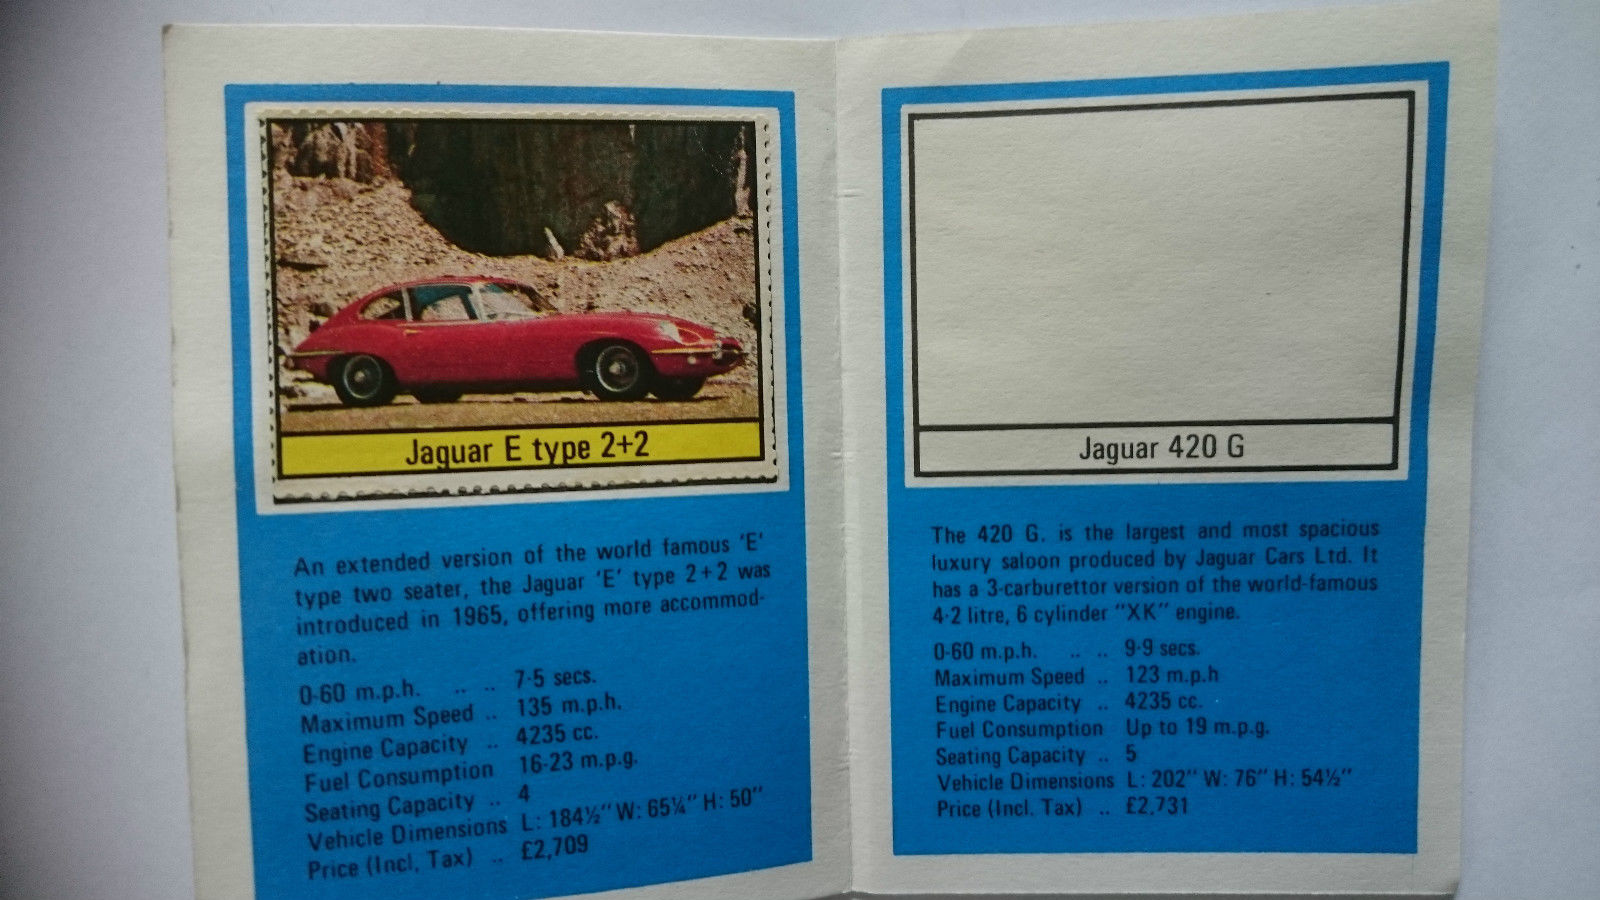 Jaguar E type 2+2
An extended version of the world famous 'E'
type two seater, the Jaguar 'E' type 2+2 was
introduced in 1965, offering more accommod-
ation.
0-60 m.p.h. .. .. 7·5 secs.
Maximum Speed .. 135 m.p.h.
Engine Capacity .. 4235 cc.
Fuel Consumption 16-23 m.p.g.
Seating Capacity .. 4
Vehicle Dimensions L: 184½" W: 65¼" H: 50"
Price (Incl. Tax) .. £2,709
Jaguar 420 G
The 420 G. is the largest and most spacious
luxury saloon produced by Jaguar Cars Ltd. It
has a 3-carburettor version of the world-famous
4·2 litre, 6 cylinder "XK" engine.
0-60 m.p.h. .. .. 9·9 secs.
Maximum Speed .. 123 m.p.h
Engine Capacity .. 4235 cc.
Fuel Consumption Up to 19 m.p.g.
Seating Capacity .. 5
Vehicle Dimensions L: 202" W: 76" H: 54½"
Price (Incl. Tax) .. £2,731